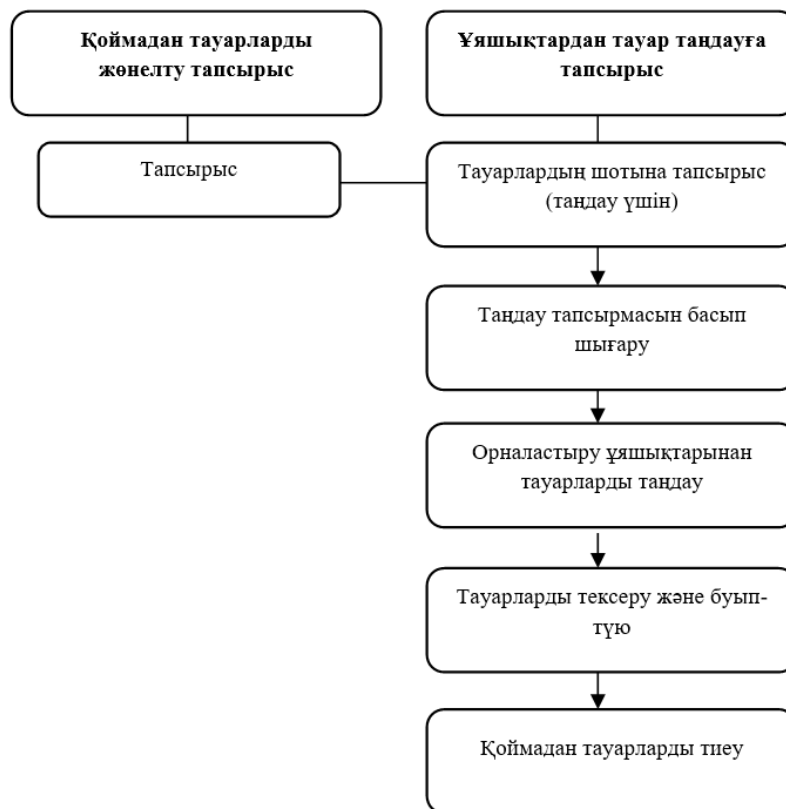 Қоймадан тауарларды
жөнелту тапсырыс
Ұяшықтардан тауар таңдауға
тапсырыс
Тапсырыс
Тауарлардың шотына тапсырыс
(таңдау үшін)
Таңдау тапсырмасын басып
шығару
Орналастыру ұяшықтарынан
тауарларды таңдау
Тауарларды тексеру және буып-
түю
Қоймадан тауарларды тиеу